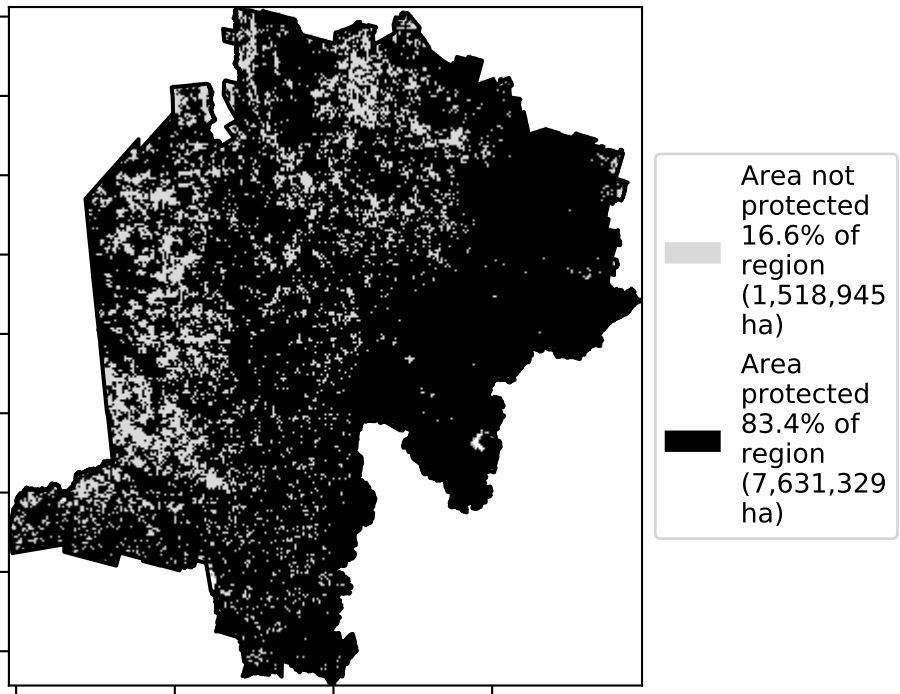 Area not
protected
16.6% of
region
(1,518,945
ha)
Area
protected
83.4% of
region
(7,631,329
ha)